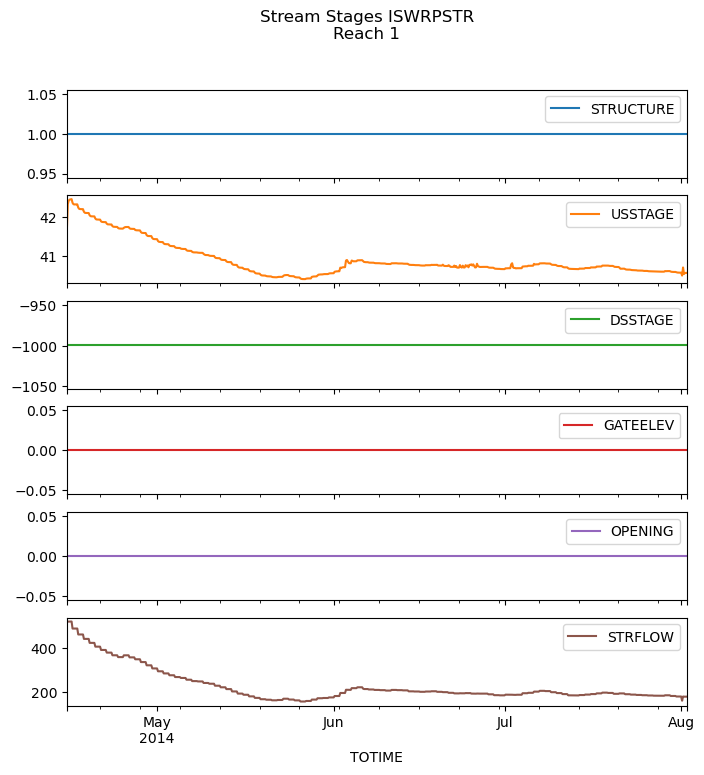 Stream Stages ISWRPSTR
Reach 1
1.05
1.00
0.95
STRUCTURE
42
41
USSTAGE
−950
−1000
−1050
DSSTAGE
0.05
0.00
−0.05
GATEELEV
0.05
0.00
−0.05
OPENING
400
200
STRFLOW
May
2014
Jun
Jul
Aug
TOTIME